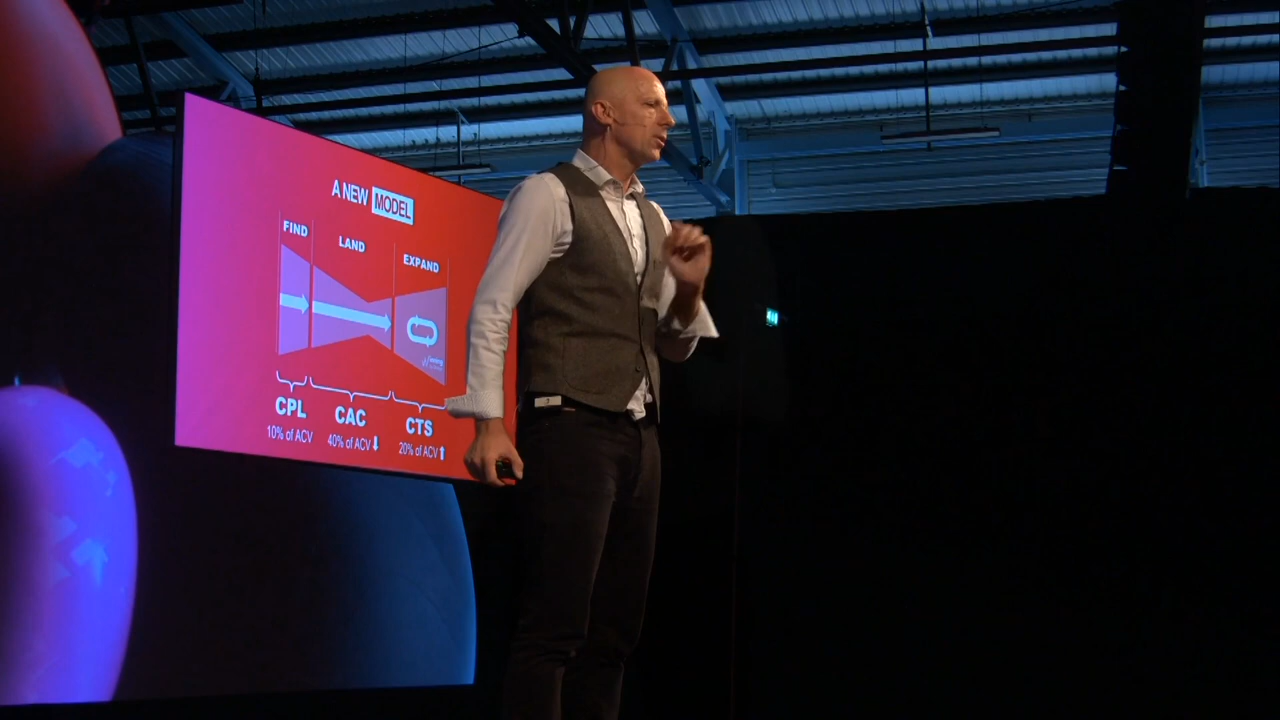 A NEW MODEL
FIND
LAND
EXPAND
CPL
CAC
CTS
10% of ACV
40% of ACV
20% of ACV